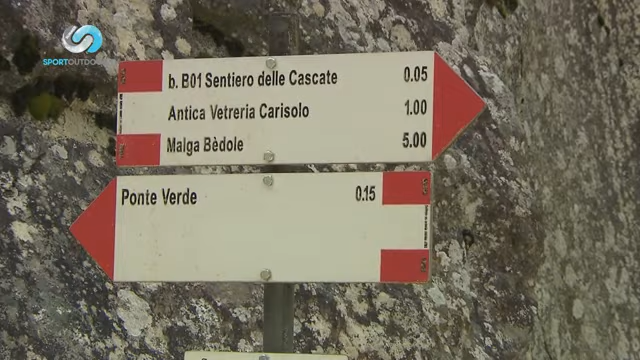 SPORTOUTDOOR
b. B01 Sentiero delle Cascate 0.05
Antica Vetreria Carisolo 1.00
Malga Bèdole 5.00
Ponte Verde 0.15